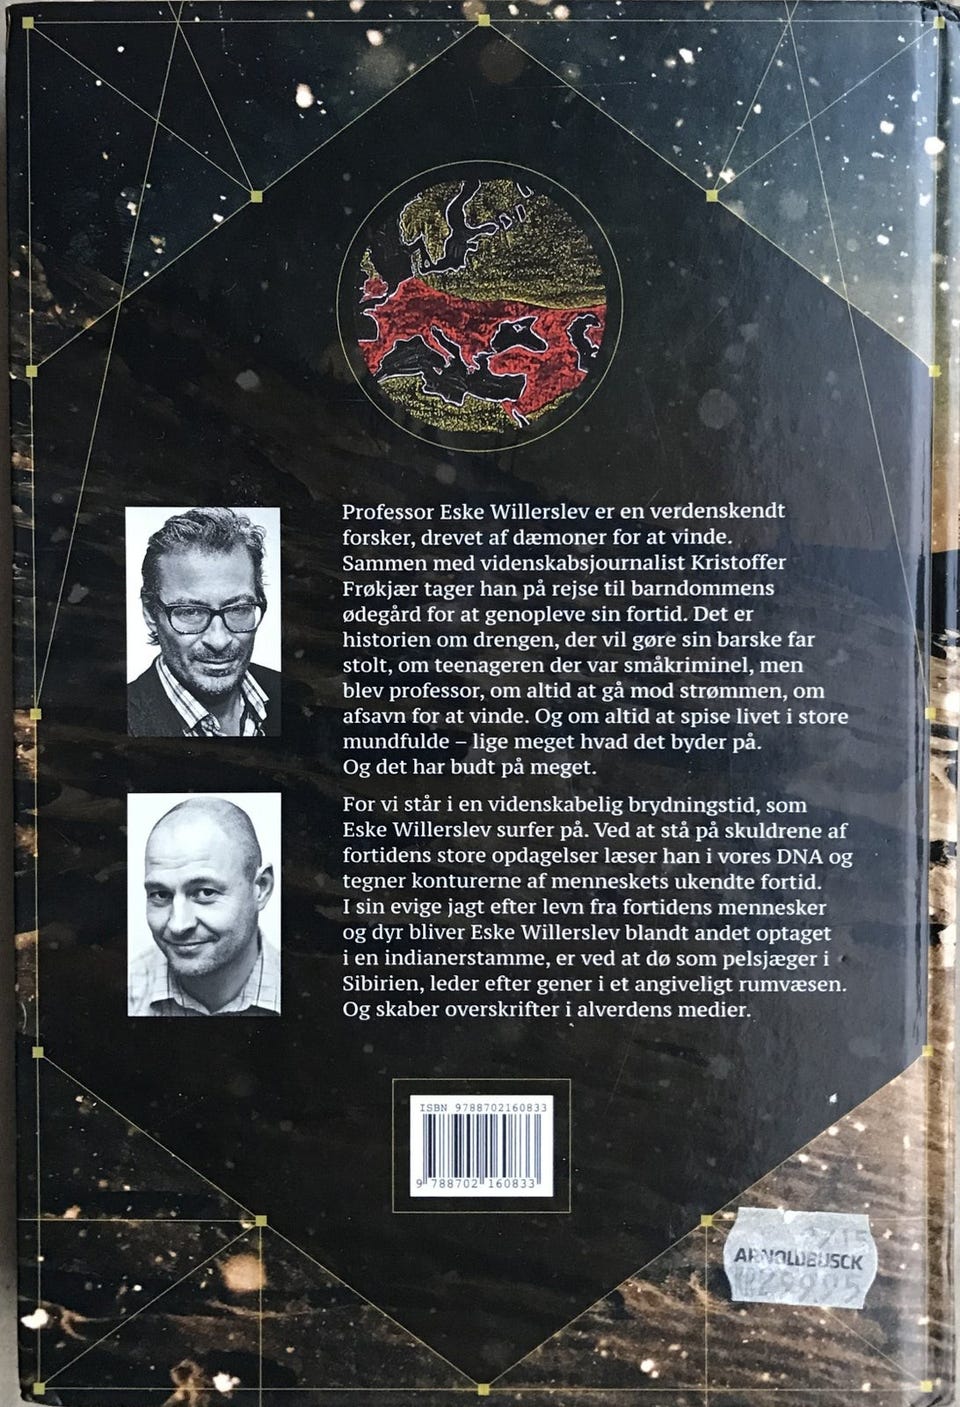 Professor Eske Willerslev er en verdenskendt
forsker, drevet af dæmoner for at vinde.
Sammen med videnskabsjournalist Kristoffer
Frøkjær tager han på rejse til barndommens
ødegård for at genopleve sin fortid. Det er
historien om drengen, der vil gøre sin barske far
stolt, om teenageren der var småkriminel, men
blev professor, om altid at gå mod strømmen, om
afsavn for at vinde. Og om altid at spise livet i store
mundfulde – lige meget hvad det byder på.
Og det har budt på meget.
For vi står i en videnskabelig brydningstid, som
Eske Willerslev surfer på. Ved at stå på skuldrene af
fortidens store opdagelser læser han i vores DNA og
tegner konturerne af menneskets ukendte fortid.
I sin evige jagt efter levn fra fortidens mennesker
og dyr bliver Eske Willerslev blandt andet optaget
i en indianerstamme, er ved at dø som pelsjæger i
Sibirien, leder efter gener i et angiveligt rumvæsen.
Og skaber overskrifter i alverdens medier.
ISBN 9788702160833
9 788702 160833
ARNOLDBUSCK